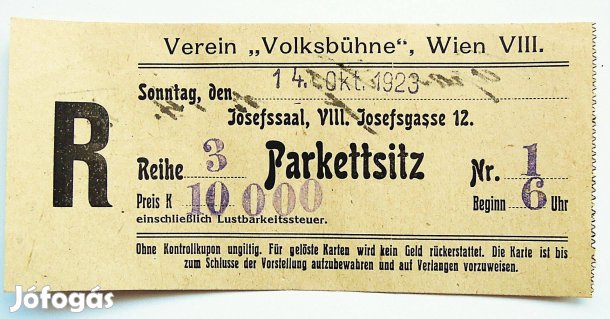 Verein „Volksbühne“, Wien VIII.
Sonntag, den 14. Okt. 1923
Josefssaal, VIII. Josefsgasse 12.
R
Reihe 3 Parkettsitz Nr. 1
Preis K 10000 Beginn 6 Uhr
einschließlich Lustbarkeitssteuer.
Ohne Kontrollkupon ungiltig. Für gelöste Karten wird kein Geld rückerstattet. Die Karte ist bis
zum Schlusse der Vorstellung aufzubewahren und auf Verlangen vorzuweisen.
Jófogás